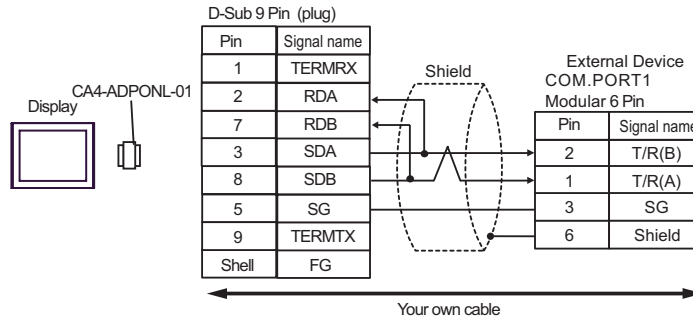 D-Sub 9 Pin (plug)
Pin Signal name
1 TERMRX
2 RDA
7 RDB
3 SDA
8 SDB
5 SG
9 TERMTX
Shell FG
Display
CA4-ADPONL-01
Shield
External Device
COM.PORT1
Modular 6 Pin
Pin Signal name
2 T/R(B)
1 T/R(A)
3 SG
6 Shield
Your own cable